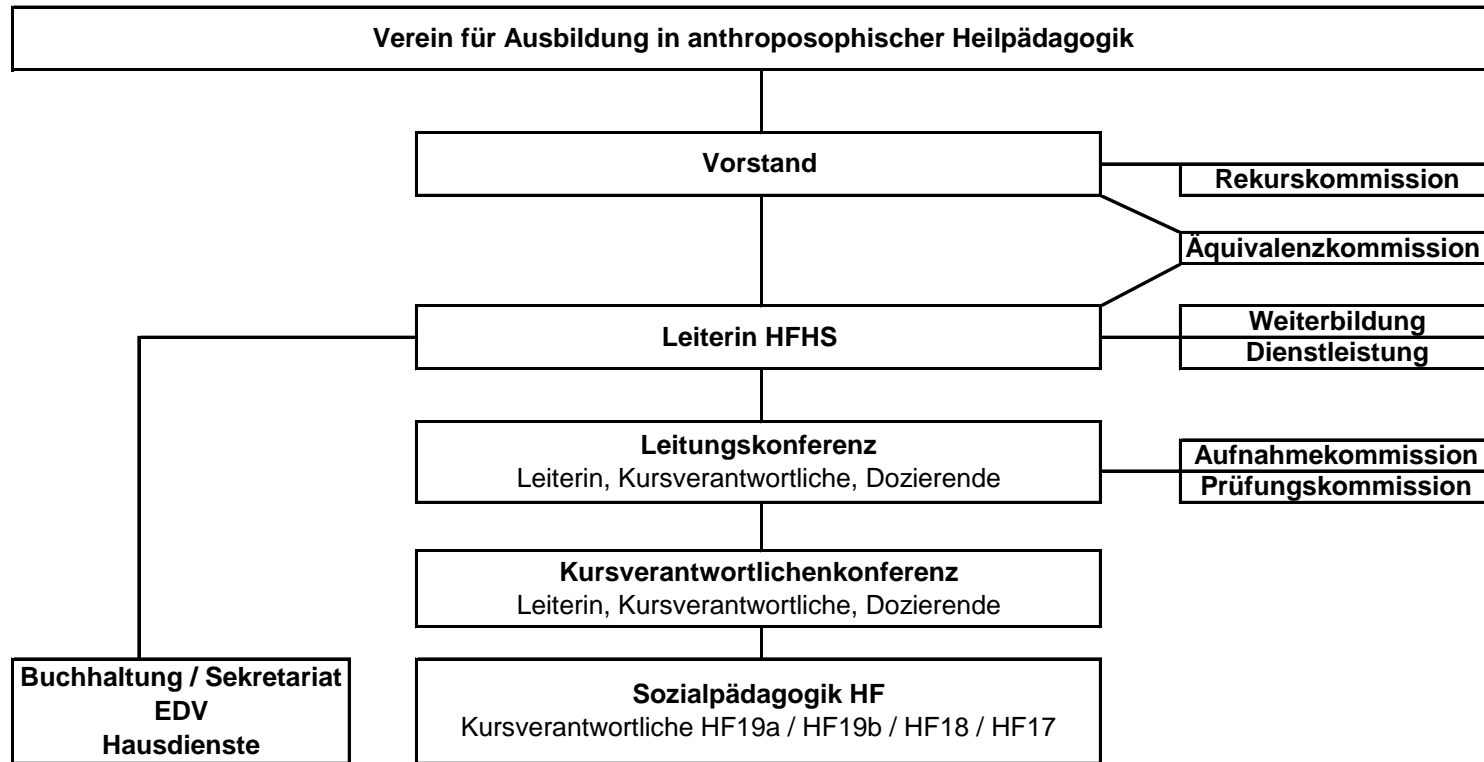 Verein für Ausbildung in anthroposophischer Heilpädagogik
Vorstand
Rekurskommission
Äquivalenzkommission
Leiterin HFHS
Weiterbildung
Dienstleistung
Leitungskonferenz
Leiterin, Kursverantwortliche, Dozierende
Aufnahmekommission
Prüfungskommission
Kursverantwortlichenkonferenz
Leiterin, Kursverantwortliche, Dozierende
Buchhaltung / Sekretariat
EDV
Hausdienste
Sozialpädagogik HF
Kursverantwortliche HF19a / HF19b / HF18 / HF17